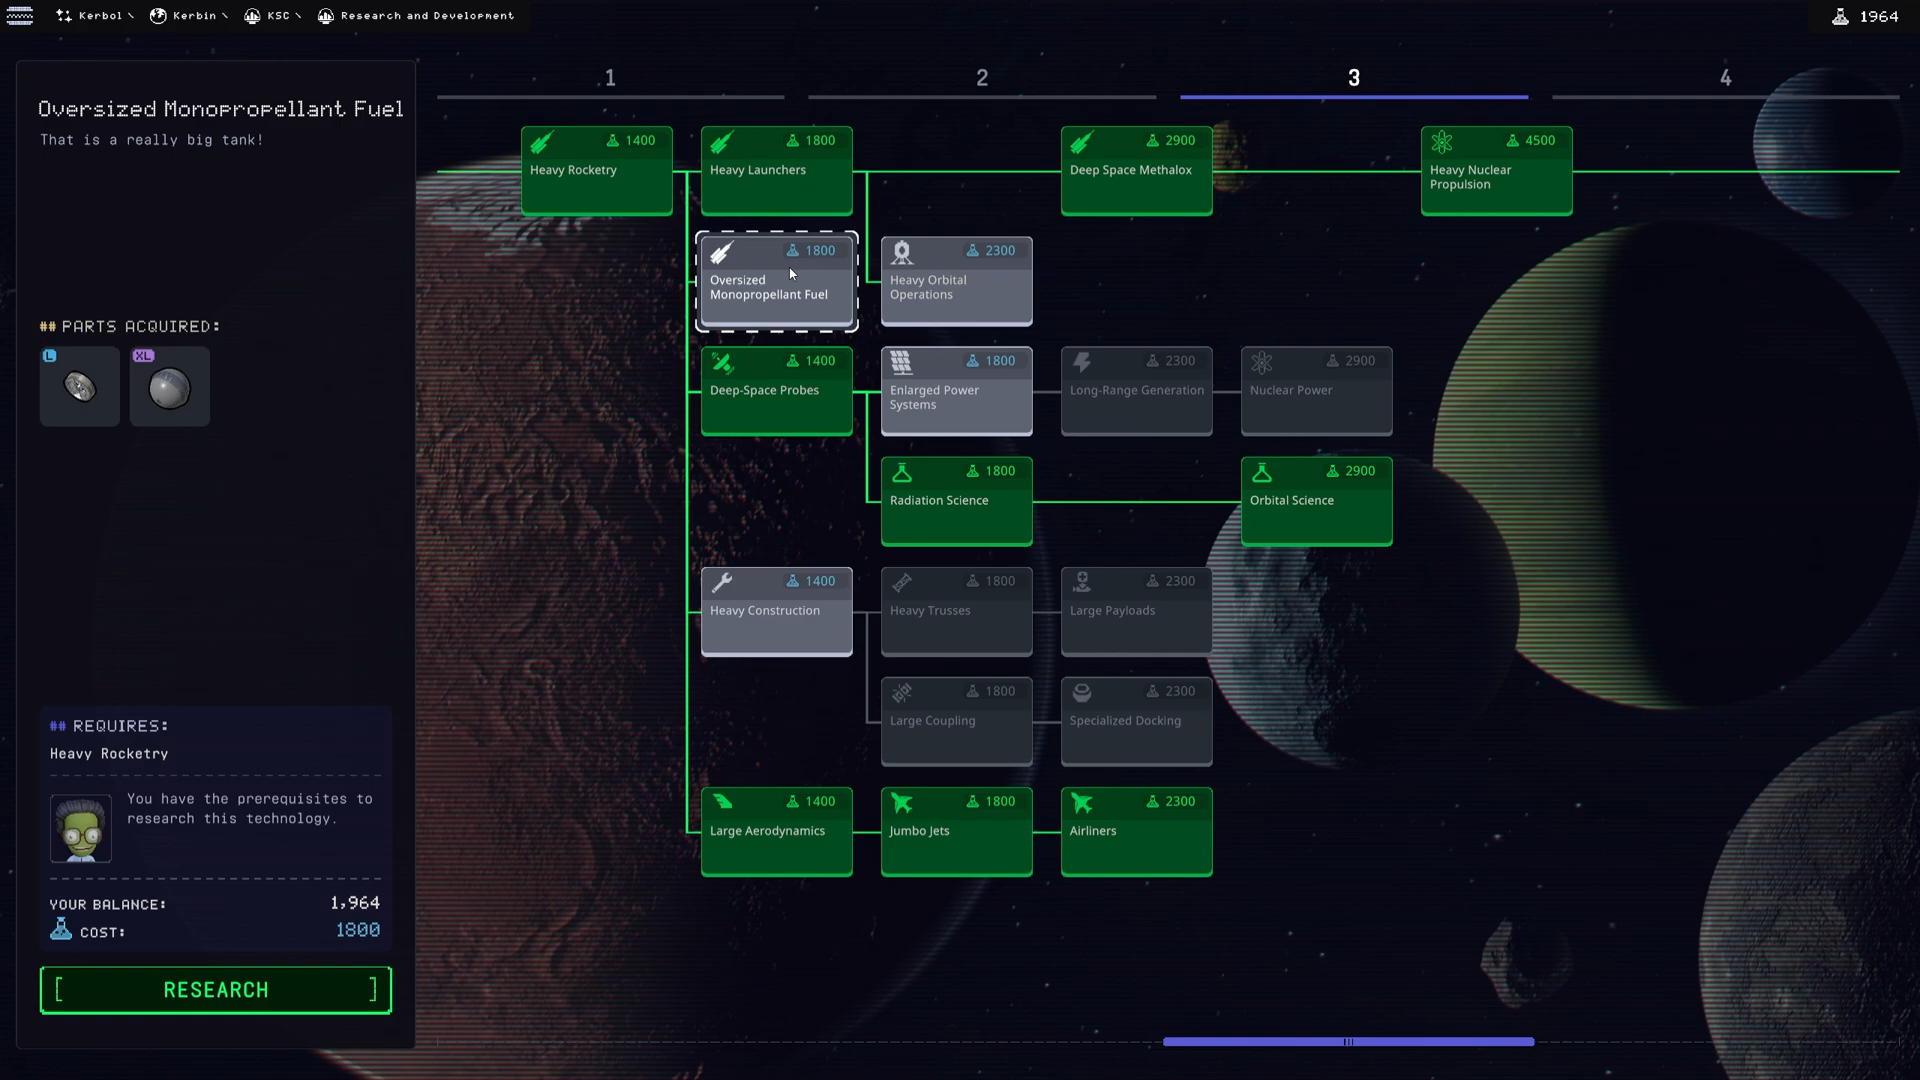 Kerbol \ Kerbin \ KSC \ Research and Development
1964
1
2
3
4
Oversized Monopropellant Fuel
That is a really big tank!
## PARTS ACQUIRED:
L
XL
## REQUIRES:
Heavy Rocketry
You have the prerequisites to
research this technology.
YOUR BALANCE: 1,964
COST: 1800
[ RESEARCH ]
1400
Heavy Rocketry
1800
Heavy Launchers
2900
Deep Space Methalox
4500
Heavy Nuclear
Propulsion
1800
Oversized
Monopropellant Fuel
2300
Heavy Orbital
Operations
1400
Deep-Space Probes
1800
Enlarged Power
Systems
2300
Long-Range Generation
2900
Nuclear Power
1800
Radiation Science
2900
Orbital Science
1400
Heavy Construction
1800
Heavy Trusses
2300
Large Payloads
1800
Large Coupling
2300
Specialized Docking
1400
Large Aerodynamics
1800
Jumbo Jets
2300
Airliners